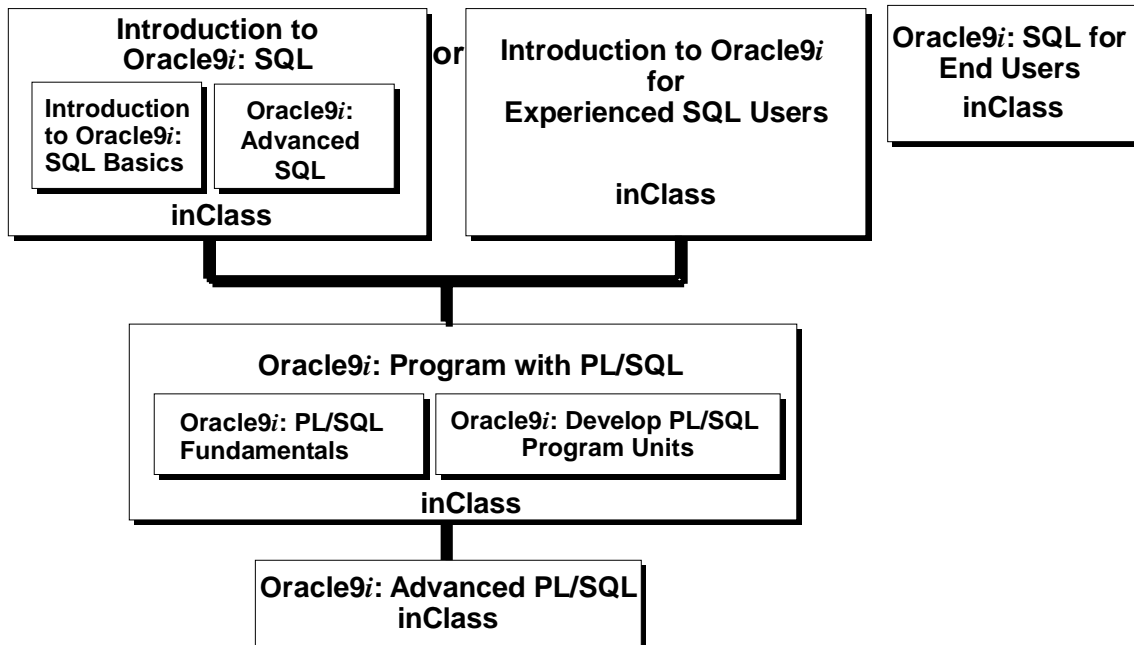 Introduction to
Oracle9i: SQL
Introduction
to Oracle9i:
SQL Basics
Oracle9i:
Advanced
SQL
inClass
or
Introduction to Oracle9i
for
Experienced SQL Users
inClass
Oracle9i: SQL for
End Users
inClass
Oracle9i: Program with PL/SQL
Oracle9i: PL/SQL
Fundamentals
Oracle9i: Develop PL/SQL
Program Units
inClass
Oracle9i: Advanced PL/SQL
inClass